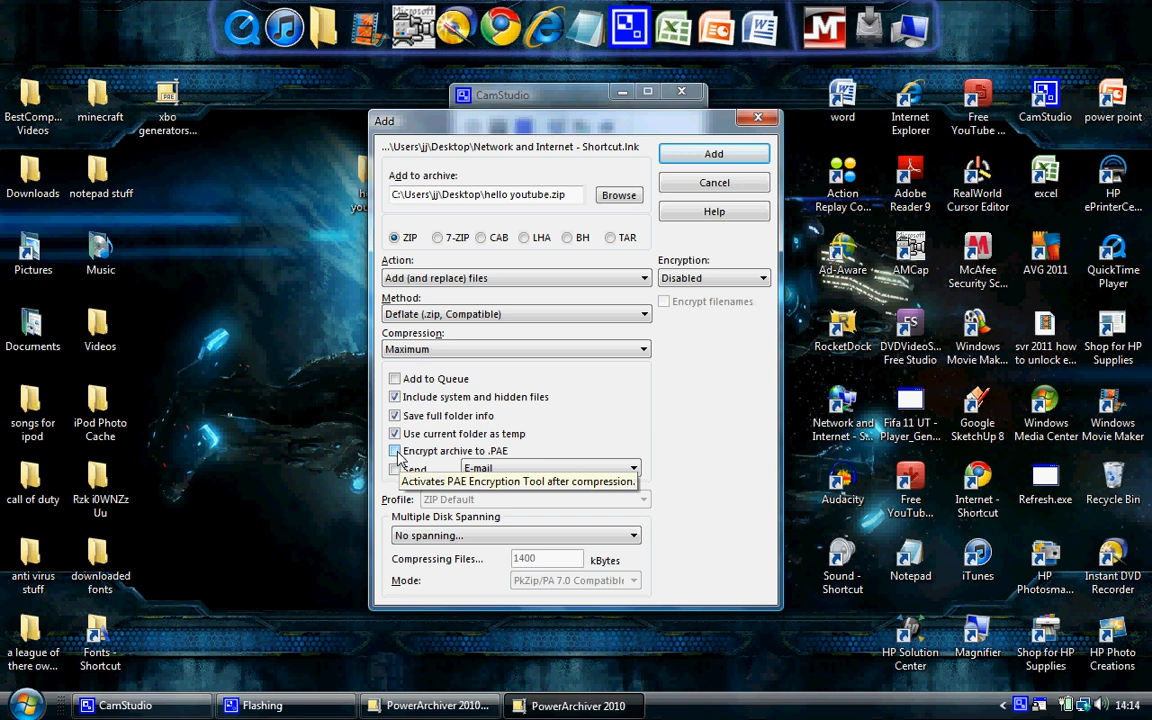 CamStudio
Add
...\Users\jj\Desktop\Network and Internet - Shortcut.lnk
Add
Add to archive:
Cancel
C:\Users\jj\Desktop\hello youtube.zip
Browse
Help
ZIP
7-ZIP
CAB
LHA
BH
TAR
Action:
Encryption:
Add (and replace) files
Disabled
Method:
Encrypt filenames
Deflate (.zip, Compatible)
Compression:
Maximum
Add to Queue
Include system and hidden files
Save full folder info
Use current folder as temp
Encrypt archive to .PAE
Send
E-mail
Activates PAE Encryption Tool after compression.
Profile:
ZIP Default
Multiple Disk Spanning
No spanning...
Compressing Files...
1400
kBytes
Mode:
PkZip/PA 7.0 Compatible
BestComp...
Videos
minecraft
xbo
generators...
Downloads
notepad stuff
Pictures
Music
Documents
Videos
songs for
ipod
iPod Photo
Cache
call of duty
Rzk i0WNZz
Uu
anti virus
stuff
downloaded
fonts
a league of
there ow...
Fonts -
Shortcut
word
Internet
Explorer
Free
YouTube ...
CamStudio
power point
Action
Replay Co...
Adobe
Reader 9
RealWorld
Cursor Editor
excel
HP
ePrinterCe...
Ad-Aware
AMCap
McAfee
Security Sc...
AVG 2011
QuickTime
Player
RocketDock
DVDVideoS...
Free Studio
Windows
Movie Mak...
svr 2011 how
to unlock e...
Shop for HP
Supplies
Network and
Internet - S...
Fifa 11 UT -
Player_Gene...
Google
SketchUp 8
Windows
Media Center
Windows
Movie Maker
Audacity
Free
YouTub...
Internet -
Shortcut
Refresh.exe
Recycle Bin
Sound -
Shortcut
Notepad
iTunes
HP
Photosma...
Instant DVD
Recorder
HP Solution
Center
Magnifier
Shop for HP
Supplies
HP Photo
Creations
CamStudio
Flashing
PowerArchiver 2010...
PowerArchiver 2010
14:14